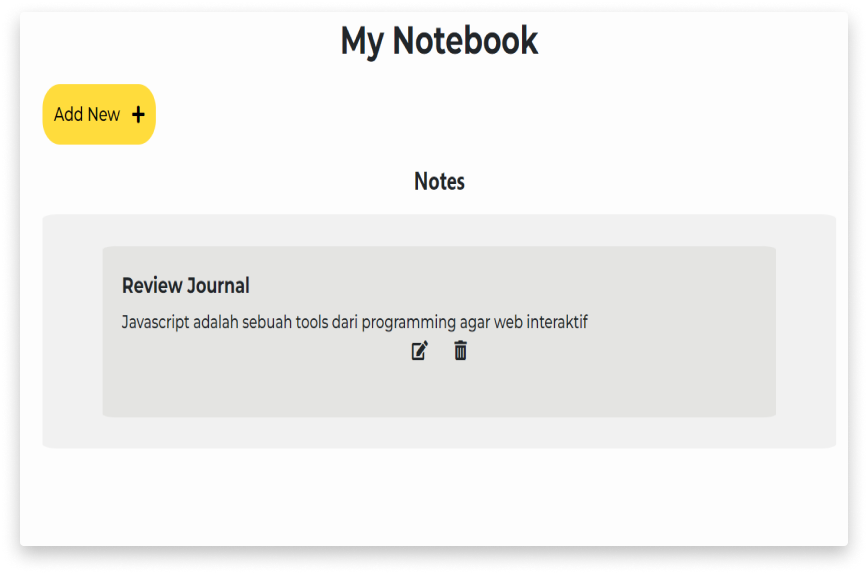 My Notebook
Add New +
Notes
Review Journal
Javascript adalah sebuah tools dari programming agar web interaktif